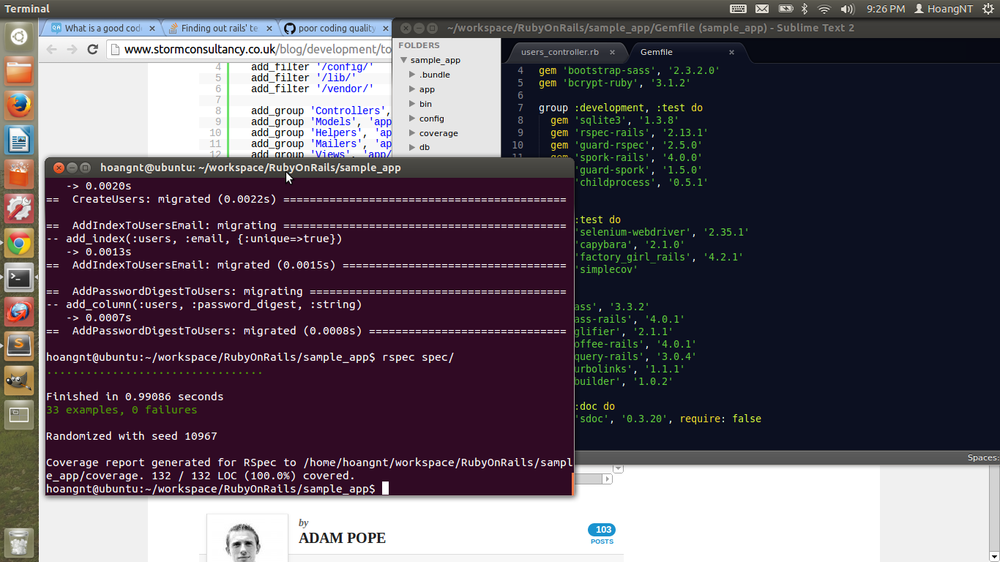 Terminal
9:26 PM
HoangNT
What is a good cod
Finding out rails' te
poor coding quality
www.stormconsultancy.co.uk/blog/development/to
4 add_filter '/config/'
5 add_filter '/lib/'
6 add_filter '/vendor/'
7
8 add_group 'Controllers',
9 add_group 'Models', 'app
10 add_group 'Helpers', 'ap
11 add_group 'Mailers', 'ap
12 add_group 'Views', 'app/
~/workspace/RubyOnRails/sample_app/Gemfile (sample_app) - Sublime Text 2
FOLDERS
sample_app
.bundle
app
bin
config
coverage
db
users_controller.rb
Gemfile
4 gem 'bootstrap-sass', '2.3.2.0'
5 gem 'bcrypt-ruby', '3.1.2'
6
7 group :development, :test do
8 gem 'sqlite3', '1.3.8'
9 gem 'rspec-rails', '2.13.1'
10 gem 'guard-rspec', '2.5.0'
11 'spork-rails', '4.0.0'
'guard-spork', '1.5.0'
'childprocess', '0.5.1'
:test do
'selenium-webdriver', '2.35.1'
'capybara', '2.1.0'
'factory_girl_rails', '4.2.1'
'simplecov'
ass', '3.3.2'
ass-rails', '4.0.1'
glifier', '2.1.1'
offee-rails', '4.0.1'
query-rails', '3.0.4'
urbolinks', '1.1.1'
builder', '1.0.2'
:doc do
'sdoc', '0.3.20', require: false
Spaces:
hoangnt@ubuntu: ~/workspace/RubyOnRails/sample_app
-> 0.0020s
== CreateUsers: migrated (0.0022s) ===========================================
== AddIndexToUsersEmail: migrating ===========================================
-- add_index(:users, :email, {:unique=>true})
-> 0.0013s
== AddIndexToUsersEmail: migrated (0.0015s) ==================================
== AddPasswordDigestToUsers: migrating =======================================
-- add_column(:users, :password_digest, :string)
-> 0.0007s
== AddPasswordDigestToUsers: migrated (0.0008s) ==============================
hoangnt@ubuntu:~/workspace/RubyOnRails/sample_app$ rspec spec/
.................................
Finished in 0.99086 seconds
33 examples, 0 failures
Randomized with seed 10967
Coverage report generated for RSpec to /home/hoangnt/workspace/RubyOnRails/sampl
e_app/coverage. 132 / 132 LOC (100.0%) covered.
hoangnt@ubuntu:~/workspace/RubyOnRails/sample_app$
by
ADAM POPE
103
POSTS